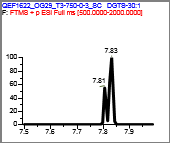 QEF1622_OG29_T3-750-0-3_SC DGTS-30:1
F: FTMS + p ESI Full ms [500.0000-2000.0000]
7.83
100
7.81
80
60
40
20
0
7.5 7.6 7.7 7.8 7.9